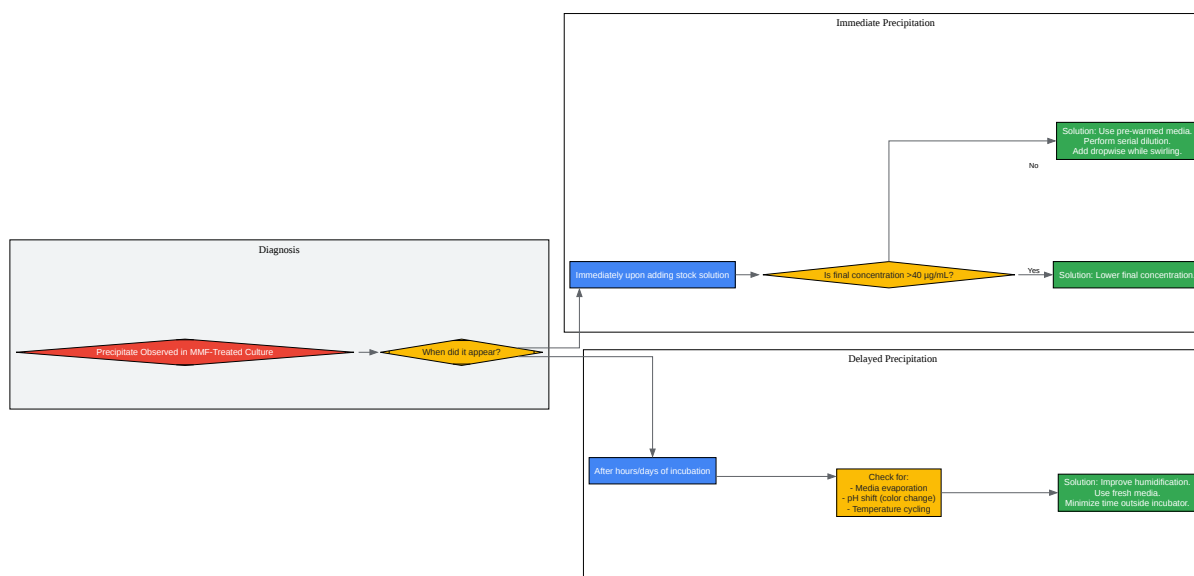 Immediate Precipitation
Solution: Use pre-warmed media.
Perform serial dilution.
Add dropwise while swirling.
No
Diagnosis
Immediately upon adding stock solution
Is final concentration >40 µg/mL?
Yes
Solution: Lower final concentration
Precipitate Observed in MMF-Treated Culture
When did it appear?
Delayed Precipitation
After hours/days of incubation
Check for:
- Media evaporation
- pH shift (color change)
- Temperature cycling
Solution: Improve humidification.
Use fresh media.
Minimize time outside incubator.